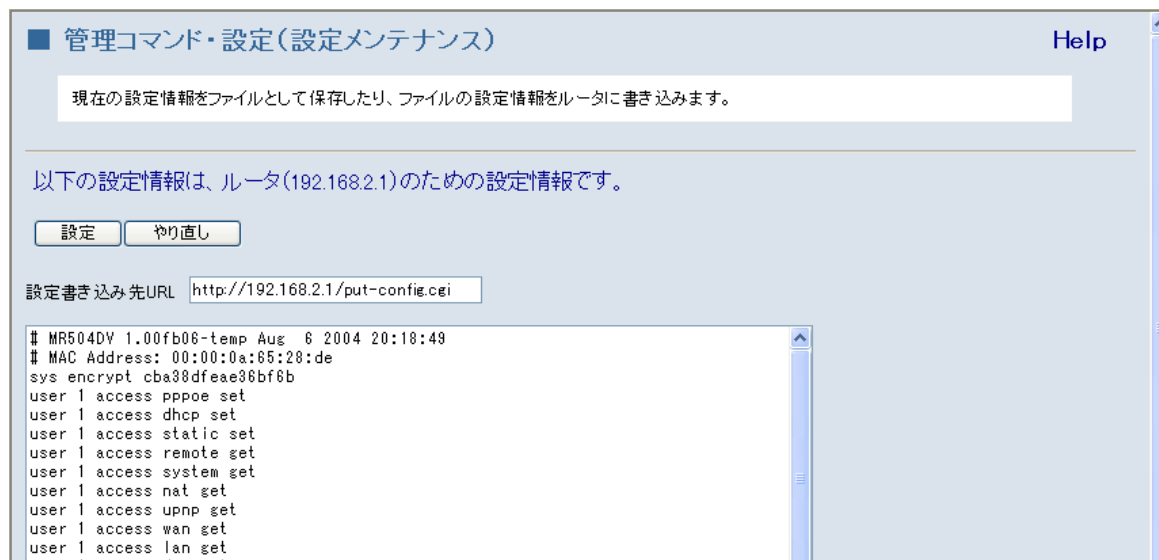 ■ 管理コマンド・設定(設定メンテナンス)
Help
現在の設定情報をファイルとして保存したり、ファイルの設定情報をルータに書き込みます。
以下の設定情報は、ルータ(192.168.2.1)のための設定情報です。
設定 やり直し
設定書き込み先URL http://192.168.2.1/put-config.cgi
# MR504DV 1.00fb06-temp Aug  6 2004 20:18:49
# MAC Address: 00:00:0a:65:28:de
sys encrypt cba38dfeae36bf6b
user 1 access pppoe set
user 1 access dhcp set
user 1 access static set
user 1 access remote get
user 1 access system get
user 1 access nat get
user 1 access upnp get
user 1 access wan get
user 1 access lan get